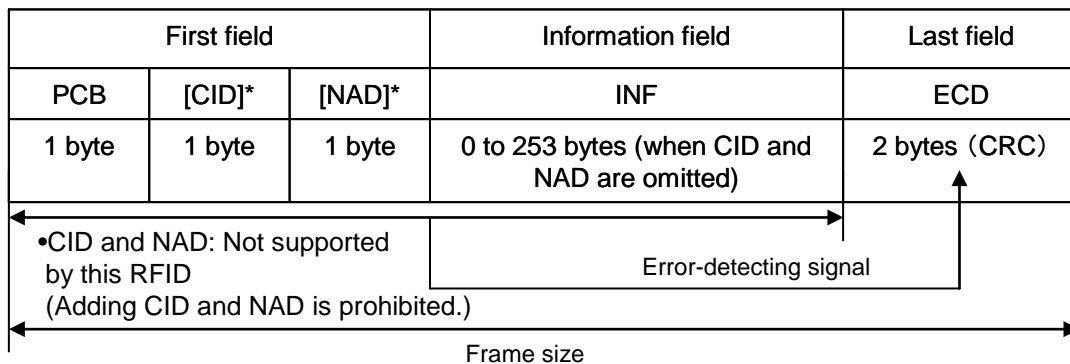 First field Information field Last field
PCB [CID]* [NAD]* INF ECD
1 byte 1 byte 1 byte 0 to 253 bytes (when CID and 2 bytes (CRC)
NAD are omitted)
•CID and NAD: Not supported
by this RFID
Error-detecting signal
(Adding CID and NAD is prohibited.)
Frame size